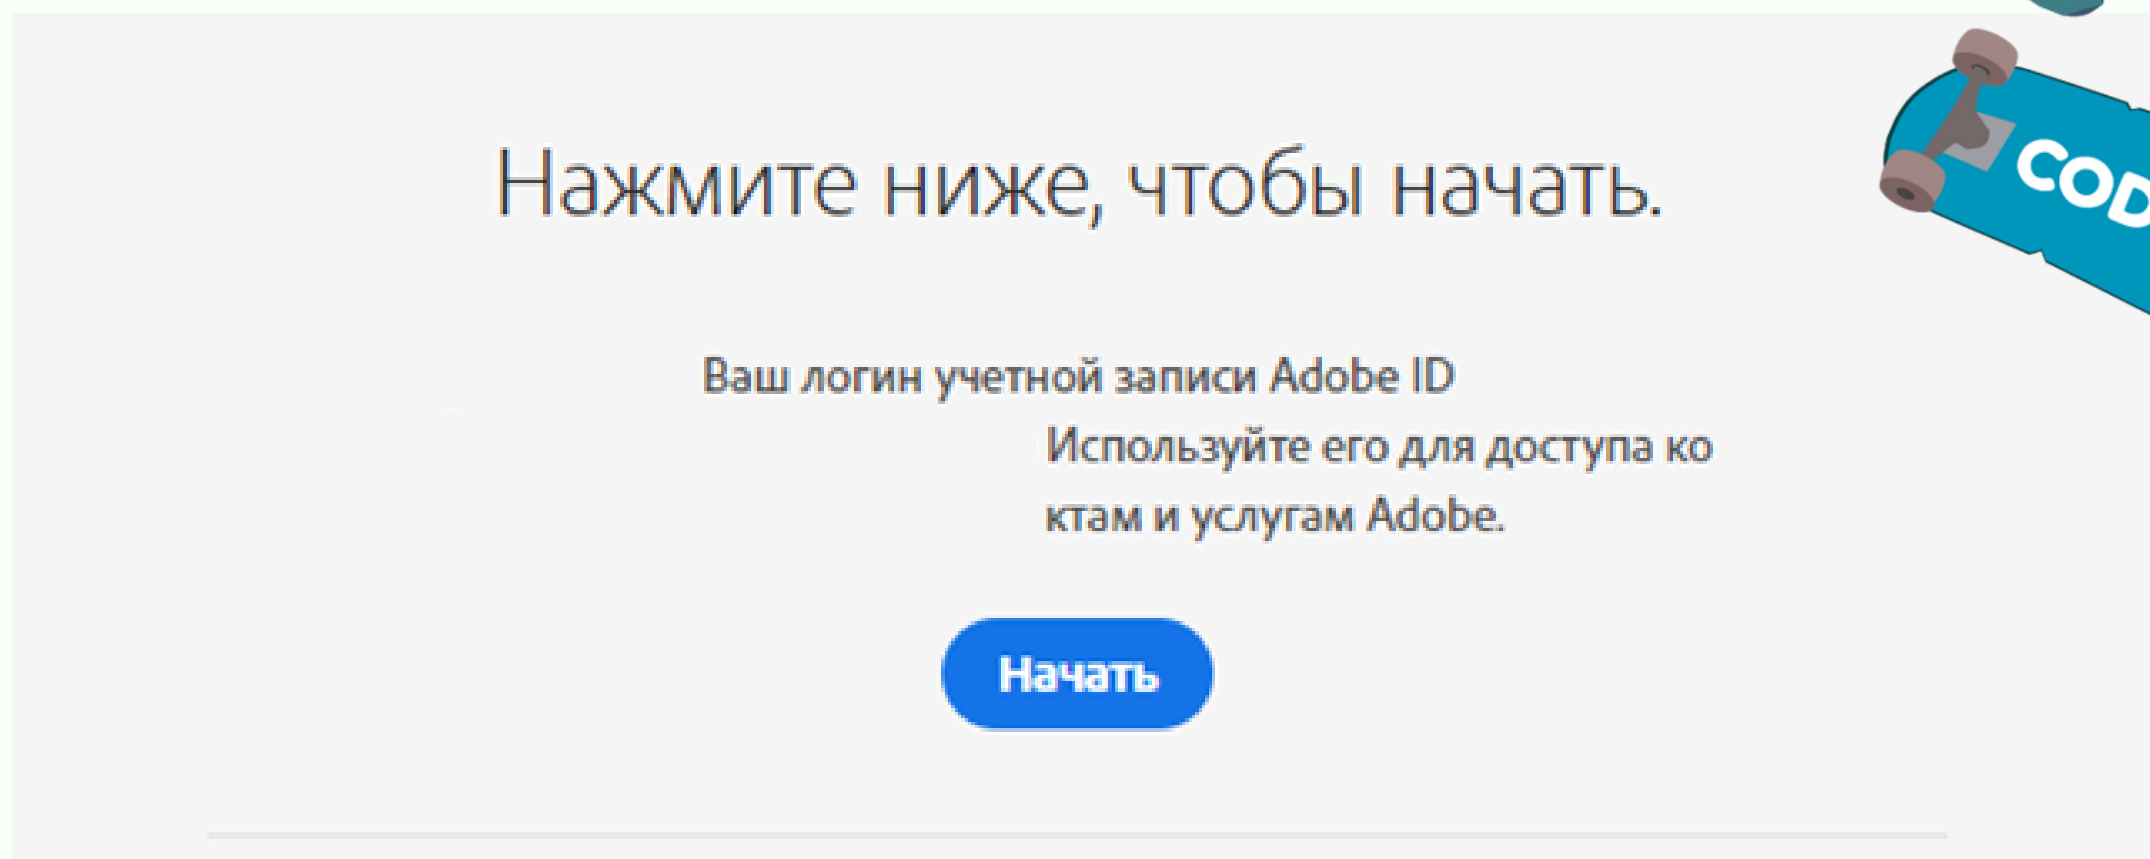 Нажмите ниже, чтобы начать.
COD
Ваш логин учетной записи Adobe ID
Используйте его для доступа ко
ктам и услугам Adobe.
Начать